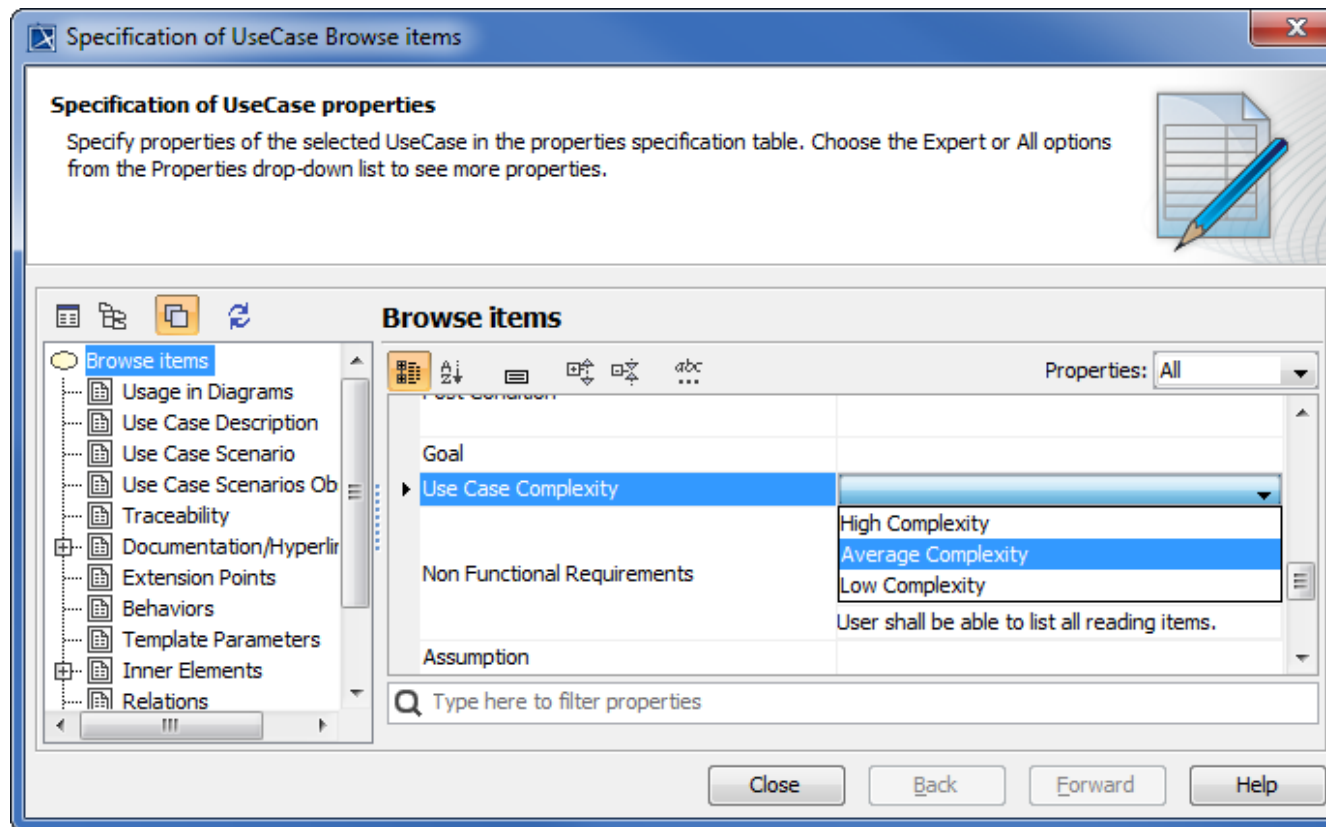 Specification of UseCase Browse items
Specification of UseCase properties
Specify properties of the selected UseCase in the properties specification table. Choose the Expert or All options
from the Properties drop-down list to see more properties.
Browse items
Browse items
Usage in Diagrams
Use Case Description
Use Case Scenario
Use Case Scenarios Ob
Traceability
Documentation/Hyperlin
Extension Points
Behaviors
Template Parameters
Inner Elements
Relations
Properties: All
Post Condition
Goal
Use Case Complexity
High Complexity
Average Complexity
Low Complexity
Non Functional Requirements
User shall be able to list all reading items.
Assumption
Type here to filter properties
Close
Back
Forward
Help